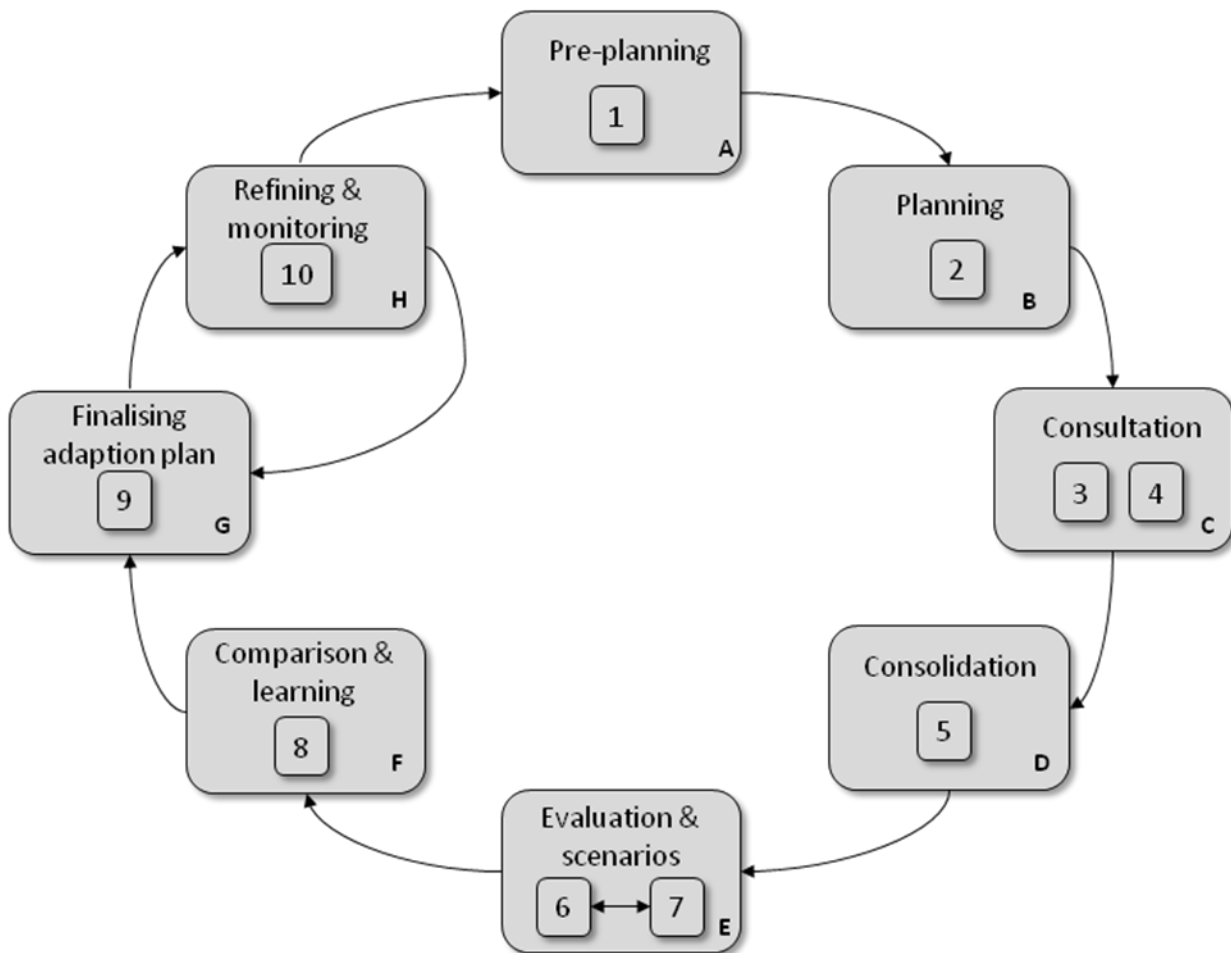 Pre-planning
1
A
Planning
2
B
Consultation
3 4
C
Consolidation
5
D
Evaluation &
scenarios
6 7
E
Comparison &
learning
8
F
Finalising
adaption plan
9
G
Refining &
monitoring
10
H